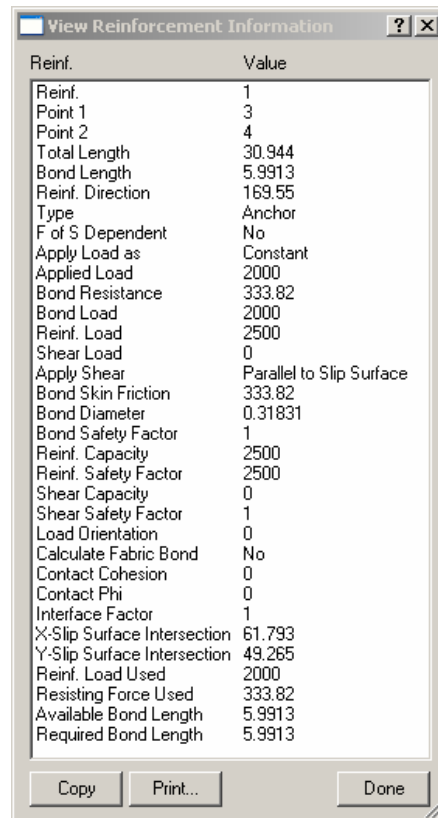 View Reinforcement Information
Reinf. Value
Reinf. 1
Point 1 3
Point 2 4
Total Length 30.944
Bond Length 5.9913
Reinf. Direction 169.55
Type Anchor
F of S Dependent No
Apply Load as Constant
Applied Load 2000
Bond Resistance 333.82
Bond Load 2000
Reinf. Load 2500
Shear Load 0
Apply Shear Parallel to Slip Surface
Bond Skin Friction 333.82
Bond Diameter 0.31831
Bond Safety Factor 1
Reinf. Capacity 2500
Reinf. Safety Factor 2500
Shear Capacity 0
Shear Safety Factor 1
Load Orientation 0
Calculate Fabric Bond No
Contact Cohesion 0
Contact Phi 0
Interface Factor 1
X-Slip Surface Intersection 61.793
Y-Slip Surface Intersection 49.265
Reinf. Load Used 2000
Resisting Force Used 333.82
Available Bond Length 5.9913
Required Bond Length 5.9913
Copy Print... Done